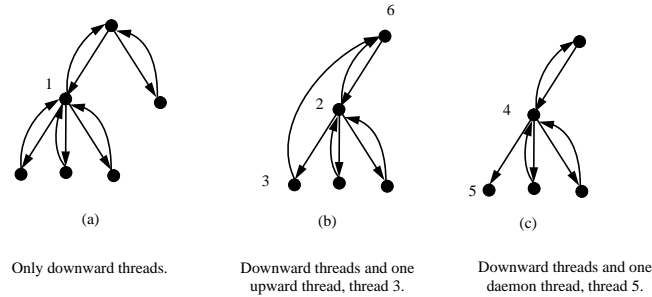 6
1
2
4
3
5
(a)
(b)
(c)
Only downward threads.
Downward threads and one
upward thread, thread 3.
Downward threads and one
daemon thread, thread 5.